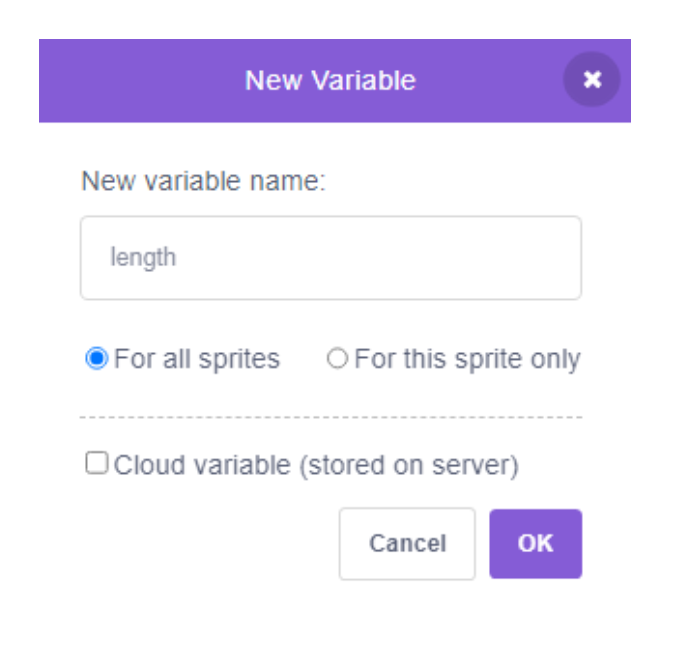 New Variable
New variable name:
length
For all sprites For this sprite only
Cloud variable (stored on server)
Cancel OK